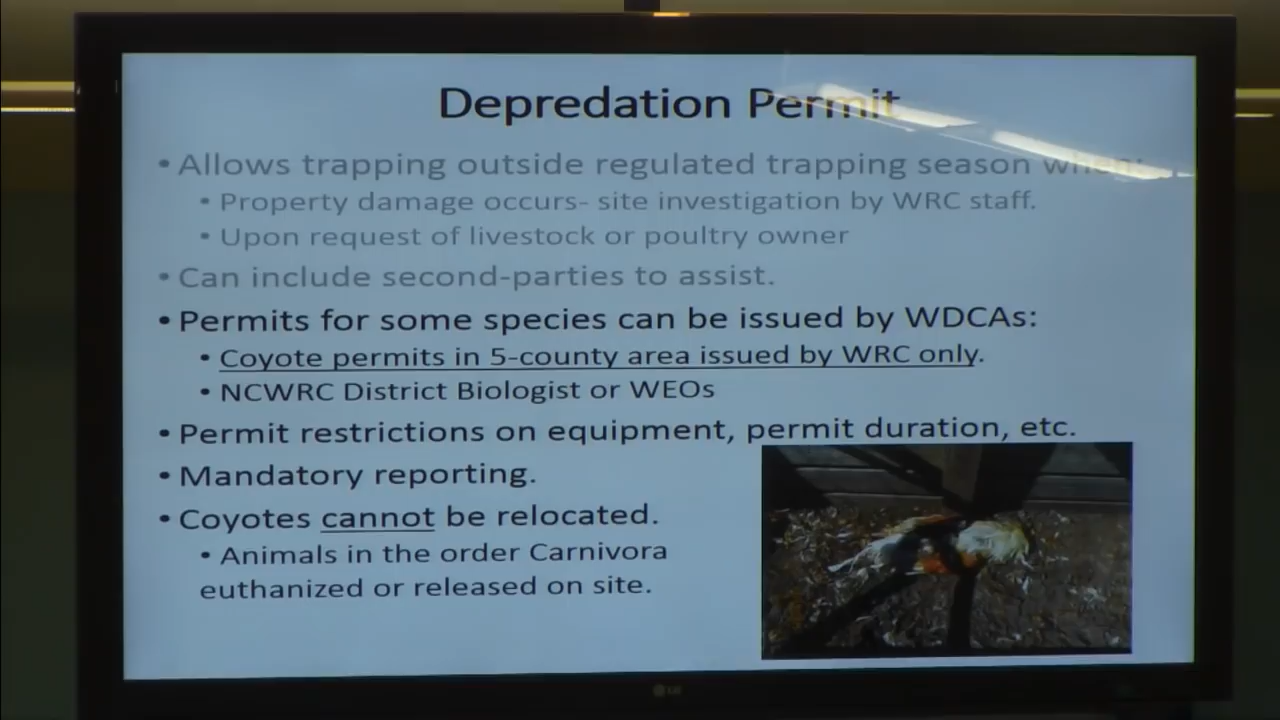 Depredation Permit
• Allows trapping outside regulated trapping season when:
• Property damage occurs- site investigation by WRC staff.
• Upon request of livestock or poultry owner
• Can include second-parties to assist.
• Permits for some species can be issued by WDCAs:
• Coyote permits in 5-county area issued by WRC only.
• NCWRC District Biologist or WEOs
• Permit restrictions on equipment, permit duration, etc.
• Mandatory reporting.
• Coyotes cannot be relocated.
• Animals in the order Carnivora
euthanized or released on site.
LG